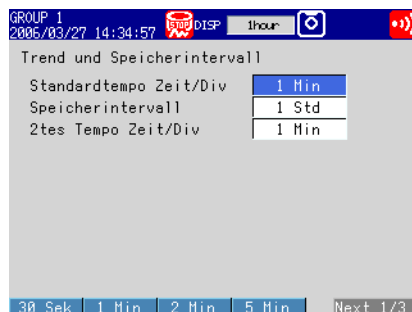 GROUP 1
2006/03/27 14:34:57 STOP DISP 1hour
Trend und Speicherintervall
Standardtempo Zeit/Div 1 Min
Speicherintervall 1 Std
2tes Tempo Zeit/Div 1 Min
30 Sek 1 Min 2 Min 5 Min Next 1/3